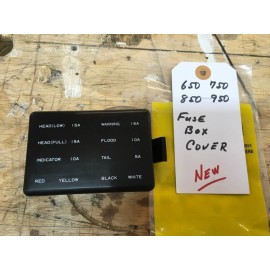 HEAD(LOW) 15A WARNING 10A
HEAD(FULL) 15A FLOOD 10A
INDICATOR 10A TAIL 5A
RED YELLOW BLACK WHITE
650 750
850 950
FUSE
BOX
COVER
NEW